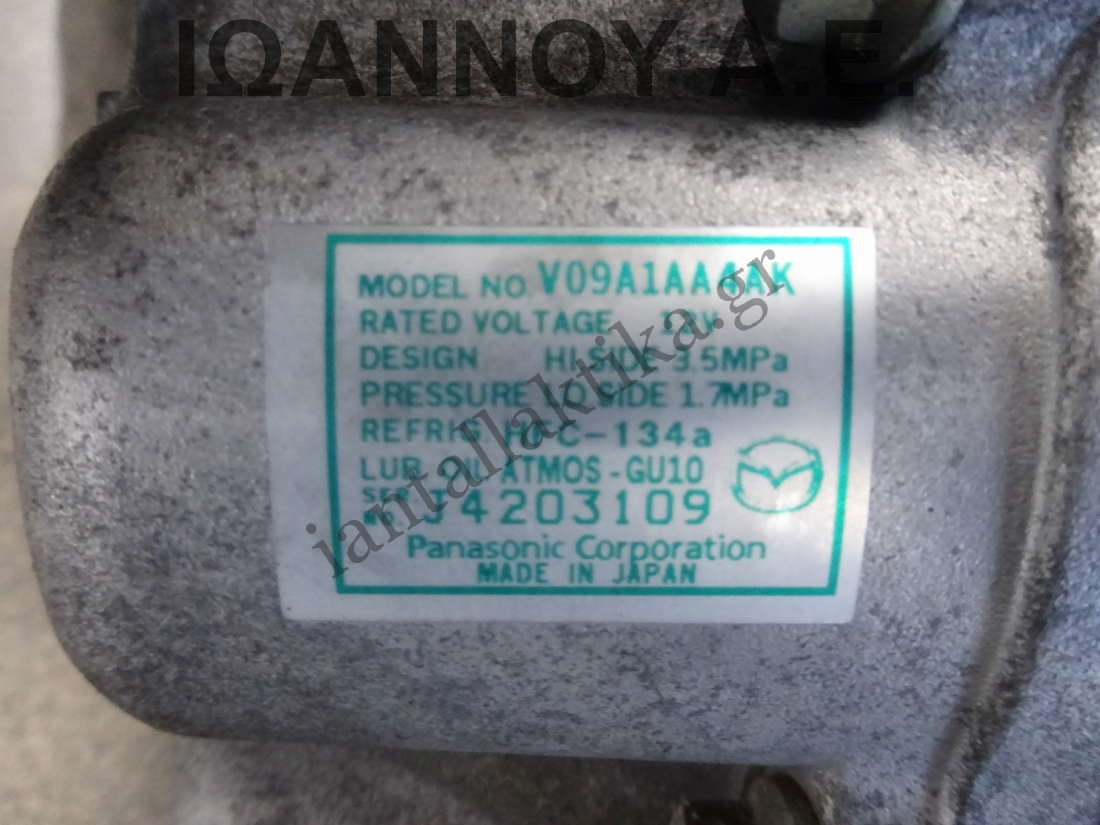 ΙΩΑΝΝΟΥ Α.Ε.
MODEL NO. V09A1AA4AK
RATED VOLTAGE 12V
DESIGN HI.SIDE 3.5MPa
PRESSURE LO.SIDE 1.7MPa
REFRIG HFC-134a
LUB. OIL ATMOS-GU10
J4203109
Panasonic Corporation
MADE IN JAPAN
iantallaktika.gr